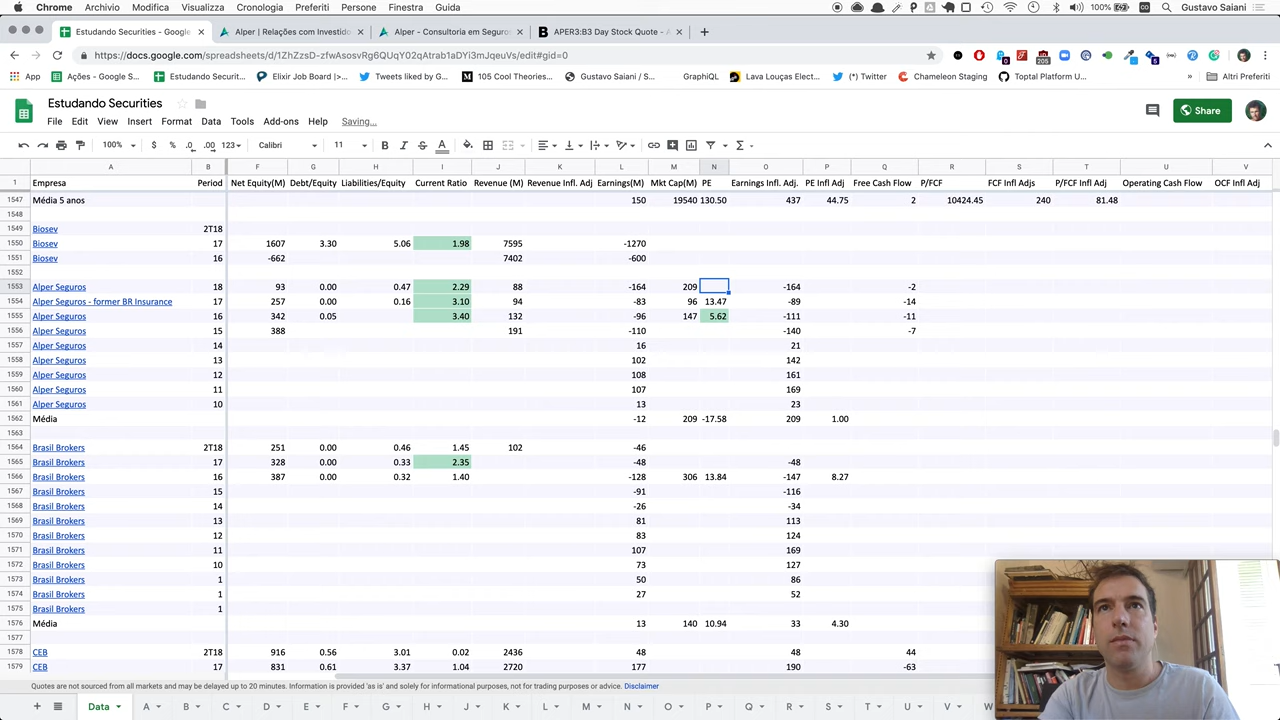 Chrome Archivio Modifica Visualizza Cronologia Preferiti Persone Finestra Guida 100% Gustavo Saiani
Estudando Securities - Google Alper | Relações com Investido Alper - Consultoria em Seguros APER3:B3 Day Stock Quote - A
https://docs.google.com/spreadsheets/d/1ZhZzsD-zfwAsosvRg6QUqY02qAtrab1aDYi3mJqeuVs/edit#gid=0
App Ações - Google S... Estudando Securit... Elixir Job Board |>... Tweets liked by G... 105 Cool Theories... Gustavo Saiani / S... GraphiQL Lava Louças Elect... (*) Twitter Chameleon Staging Toptal Platform U... » Altri Preferiti
Estudando Securities
File Edit View Insert Format Data Tools Add-ons Help Saving... Share
100% $ % .0 .00 123 Calibri 11
A B F G H I J K L M N O P Q R S T U V
1 Empresa Period Net Equity(M) Debt/Equity Liabilities/Equity Current Ratio Revenue (M) Revenue Infl. Adj Earnings(M) Mkt Cap(M) PE Earnings Infl. Adj. PE Infl Adj Free Cash Flow P/FCF FCF Infl Adjs P/FCF Infl Adj Operating Cash Flow OCF Infl Adj
1547 Média 5 anos 150 19540 130.50 437 44.75 2 10424.45 240 81.48
1548
1549 Biosev 2T18
1550 Biosev 17 1607 3.30 5.06 1.98 7595 -1270
1551 Biosev 16 -662 7402 -600
1552
1553 Alper Seguros 18 93 0.00 0.47 2.29 88 -164 209 -164 -2
1554 Alper Seguros - former BR Insurance 17 257 0.00 0.16 3.10 94 -83 96 13.47 -89 -14
1555 Alper Seguros 16 342 0.05 3.40 132 -96 147 5.62 -111 -11
1556 Alper Seguros 15 388 191 -110 -140 -7
1557 Alper Seguros 14 16 21
1558 Alper Seguros 13 102 142
1559 Alper Seguros 12 108 161
1560 Alper Seguros 11 107 169
1561 Alper Seguros 10 13 23
1562 Média -12 209 -17.58 209 1.00
1563
1564 Brasil Brokers 2T18 251 0.00 0.46 1.45 102 -46
1565 Brasil Brokers 17 328 0.00 0.33 2.35 -48 -48
1566 Brasil Brokers 16 387 0.00 0.32 1.40 -128 306 13.84 -147 8.27
1567 Brasil Brokers 15 -91 -116
1568 Brasil Brokers 14 -26 -34
1569 Brasil Brokers 13 81 113
1570 Brasil Brokers 12 83 124
1571 Brasil Brokers 11 107 169
1572 Brasil Brokers 10 73 127
1573 Brasil Brokers 1 50 86
1574 Brasil Brokers 1 27 52
1575 Brasil Brokers 1
1576 Média 13 140 10.94 33 4.30
1577
1578 CEB 2T18 916 0.56 3.01 0.02 2436 48 48 44
1579 CEB 17 831 0.61 3.37 1.04 2720 177 190 -63
Quotes are not sourced from all markets and may be delayed up to 20 minutes. Information is provided 'as is' and solely for informational purposes, not for trading purposes or advice. Disclaimer
Data A B C D E F G H J K L M N O P Q R S T U V W